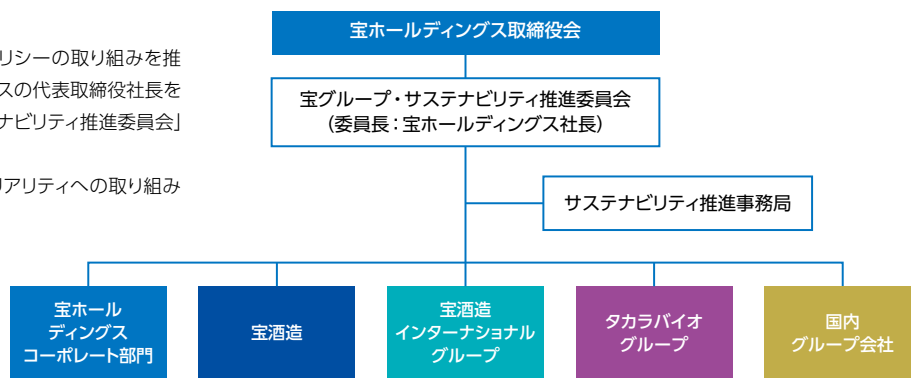 リシーの取り組みを推
スの代表取締役社長を
ナビリティ推進委員会」
リアリティへの取り組み
宝ホールディングス取締役会
宝グループ・サステナビリティ推進委員会
（委員長：宝ホールディングス社長）
サステナビリティ推進事務局
宝ホール
ディングス
コーポレート部門
宝酒造
宝酒造
インターナショナル
グループ
タカラバイオ
グループ
国内
グループ会社